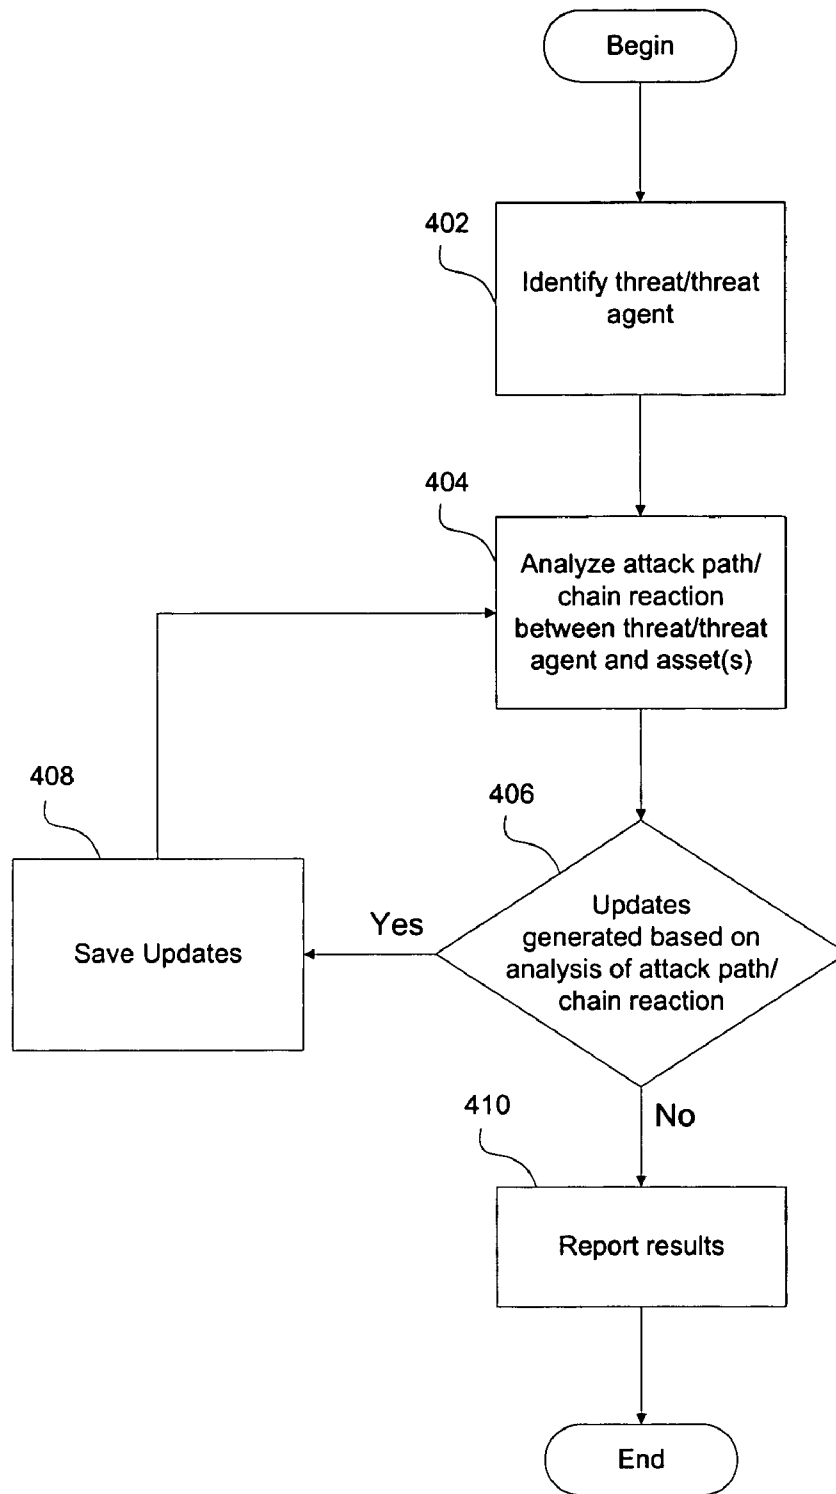 Begin
402
Identify threat/threat
agent
404
Analyze attack path/
chain reaction
between threat/threat
agent and asset(s)
408
406
Save Updates
Yes
Updates
generated based on
analysis of attack path/
chain reaction
410
No
Report results
End